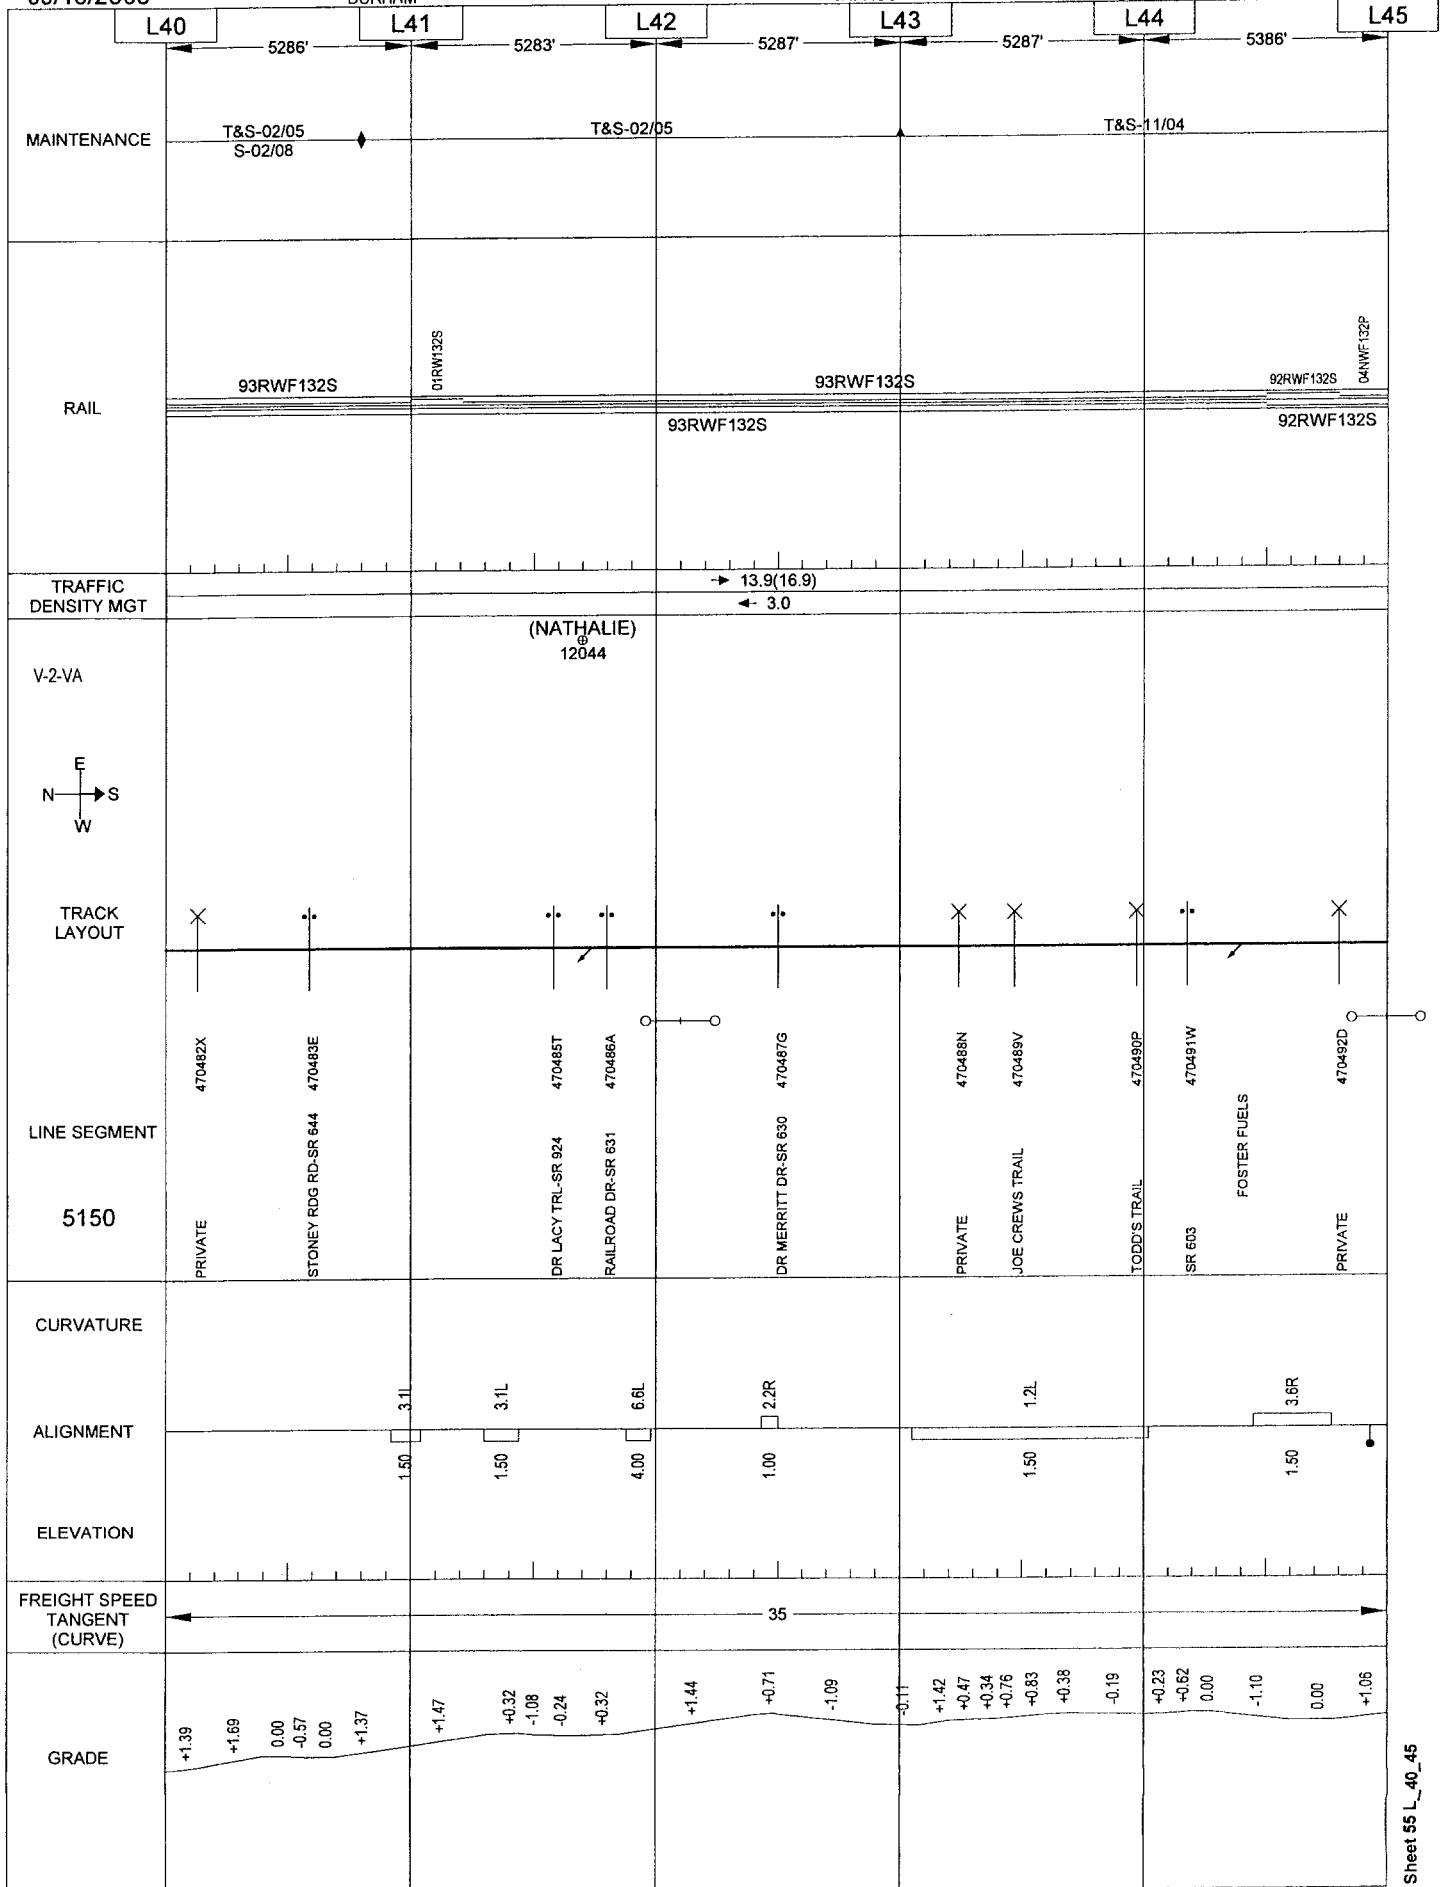 L40
L41
L42
L43
L44
L45
5286'
5283'
5287'
5287'
5386'
MAINTENANCE
T&S-02/05
S-02/08
T&S-02/05
T&S-11/04
RAIL
93RWF132S
01RW132S
93RWF132S
93RWF132S
92RWF132S
04NWF132P
92RWF132S
TRAFFIC
DENSITY MGT
13.9(16.9)
3.0
(NATHALIE)
12044
V-2-VA
E
N
S
W
TRACK
LAYOUT
LINE SEGMENT
5150
PRIVATE 470482X
STONEY RDG RD-SR 644 470483E
DR LACY TRL-SR 924 470485T
RAILROAD DR-SR 631 470486A
DR MERRITT DR-SR 630 470487G
PRIVATE 470488N
JOE CREWS TRAIL 470489V
TODD'S TRAIL 470490P
SR 603 470491W
FOSTER FUELS
PRIVATE 470492D
CURVATURE
3.1L
3.1L
6.6L
2.2R
1.2L
3.6R
ALIGNMENT
1.50
1.50
4.00
1.00
1.50
1.50
ELEVATION
FREIGHT SPEED
TANGENT
(CURVE)
35
GRADE
+1.39
+1.69
0.00
-0.57
0.00
+1.37
+1.47
+0.32
-1.08
-0.24
+0.32
+1.44
+0.71
-1.09
-0.11
+1.42
+0.47
+0.34
+0.76
+0.83
+0.38
-0.19
+0.23
+0.62
0.00
-1.10
0.00
+1.06
Sheet 55 L_40_45